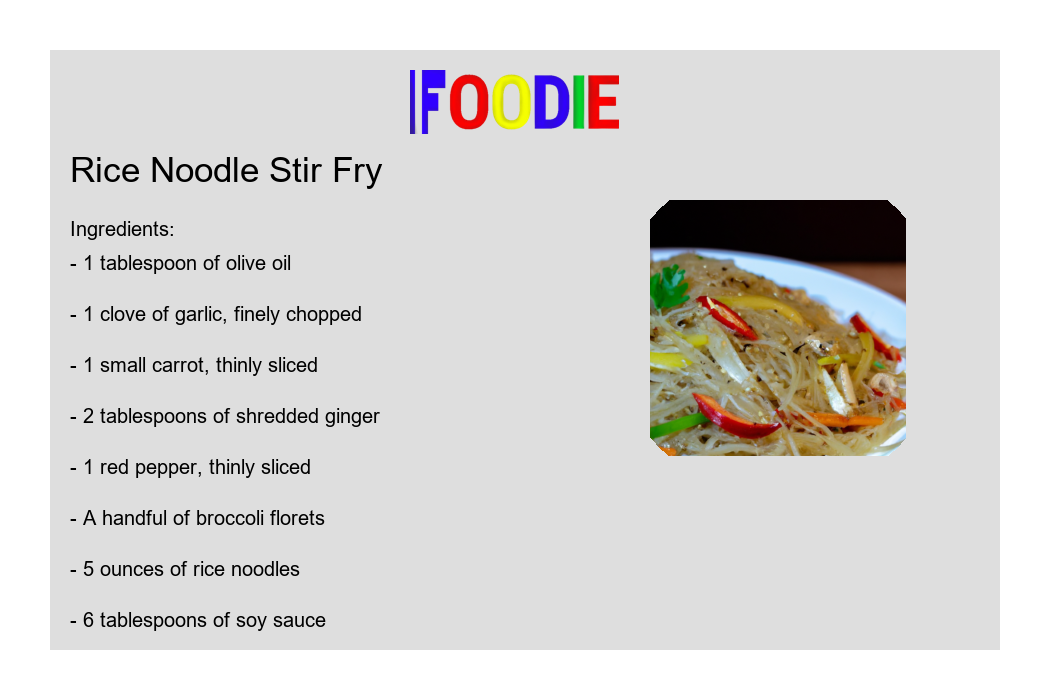 FOODIE
Rice Noodle Stir Fry
Ingredients:
- 1 tablespoon of olive oil
- 1 clove of garlic, finely chopped
- 1 small carrot, thinly sliced
- 2 tablespoons of shredded ginger
- 1 red pepper, thinly sliced
- A handful of broccoli florets
- 5 ounces of rice noodles
- 6 tablespoons of soy sauce